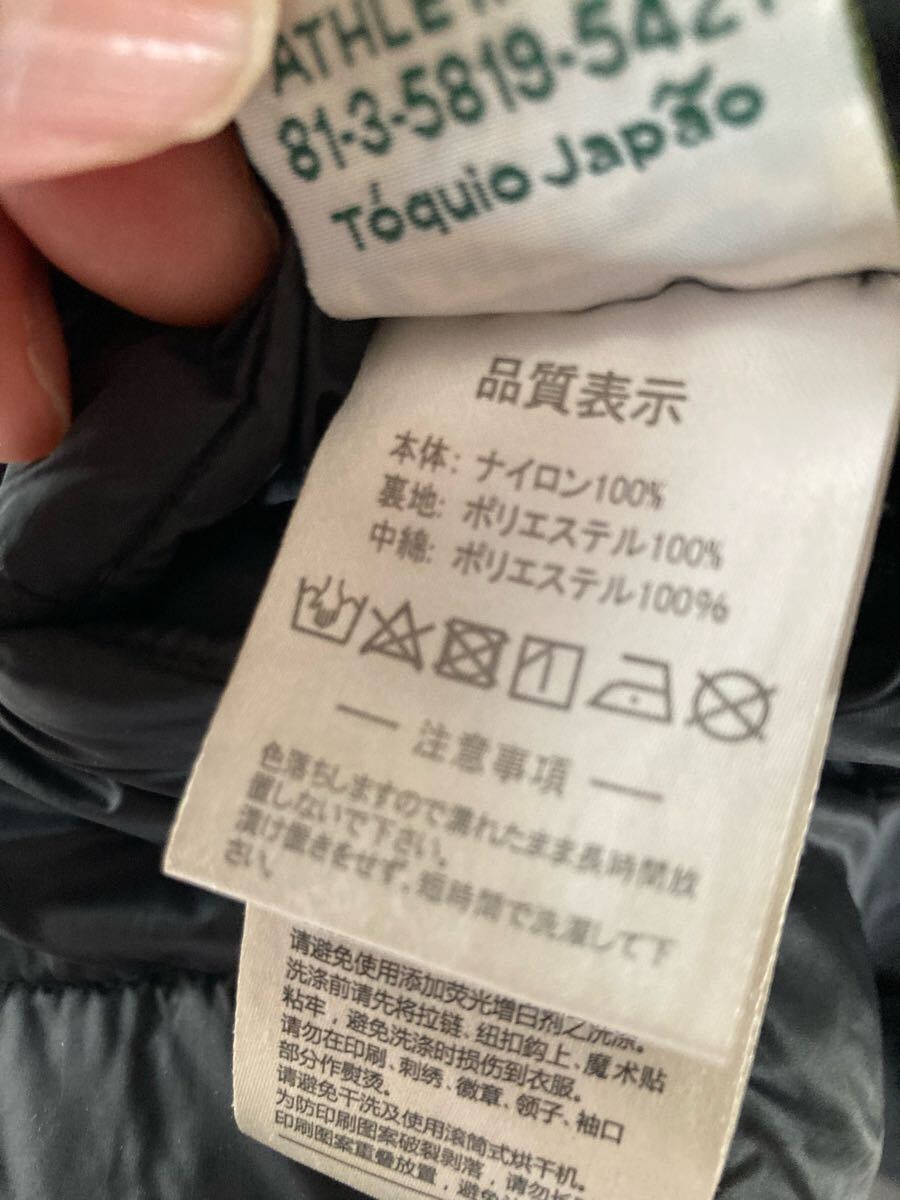 ATHLE
81-3-5819-5421
Tóquio Japão
品質表示
本体: ナイロン100%
裏地: ポリエステル100%
中綿: ポリエステル100%
注意事項
色落ちしますので濡れたまま長時間放
置しないで下さい。
漬け置きをせず、短時間で洗濯して下
さい。
请避免使用添加荧光增白剂之洗涤。
洗涤前请先将拉链、纽扣鈎上、魔术贴
粘牢，避免洗涤时损伤到衣服。
请勿在印刷、刺绣、徽章、领子、袖口
部分作熨烫。
请避免干洗及使用滚筒式烘干机。
为防印刷图案破裂剥落，请勿折
印刷图案重叠放置，避免